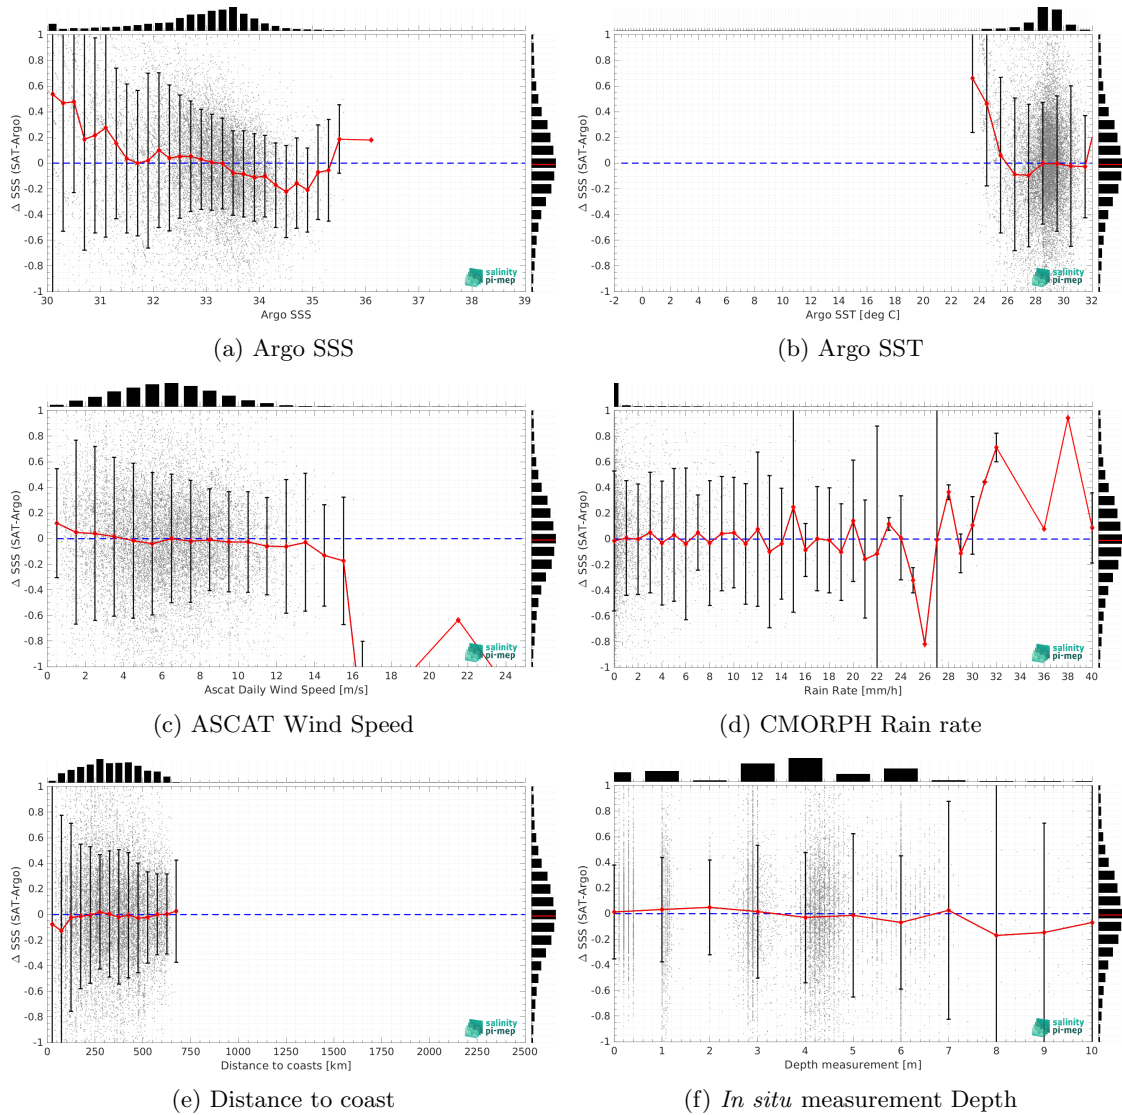 1
0.8
0.6
0.4
0.2
0
-0.2
-0.4
-0.6
-0.8
-1
Δ SSS (SAT-Argo)
30 31 32 33 34 35 36 37 38 39
Argo SSS
salinity
pi-mep
(a) Argo SSS
1
0.8
0.6
0.4
0.2
0
-0.2
-0.4
-0.6
-0.8
-1
Δ SSS (SAT-Argo)
-2 0 2 4 6 8 10 12 14 16 18 20 22 24 26 28 30 32
Argo SST [deg C]
salinity
pi-mep
(b) Argo SST
1
0.8
0.6
0.4
0.2
0
-0.2
-0.4
-0.6
-0.8
-1
Δ SSS (SAT-Argo)
0 2 4 6 8 10 12 14 16 18 20 22 24
Ascat Daily Wind Speed [m/s]
salinity
pi-mep
(c) ASCAT Wind Speed
1
0.8
0.6
0.4
0.2
0
-0.2
-0.4
-0.6
-0.8
-1
Δ SSS (SAT-Argo)
0 2 4 6 8 10 12 14 16 18 20 22 24 26 28 30 32 34 36 38 40
Rain Rate [mm/h]
salinity
pi-mep
(d) CMORPH Rain rate
1
0.8
0.6
0.4
0.2
0
-0.2
-0.4
-0.6
-0.8
-1
Δ SSS (SAT-Argo)
0 250 500 750 1000 1250 1500 1750 2000 2250 2500
Distance to coasts [km]
salinity
pi-mep
(e) Distance to coast
1
0.8
0.6
0.4
0.2
0
-0.2
-0.4
-0.6
-0.8
-1
Δ SSS (SAT-Argo)
0 1 2 3 4 5 6 7 8 9 10
Depth measurement [m]
salinity
pi-mep
(f) In situ measurement Depth